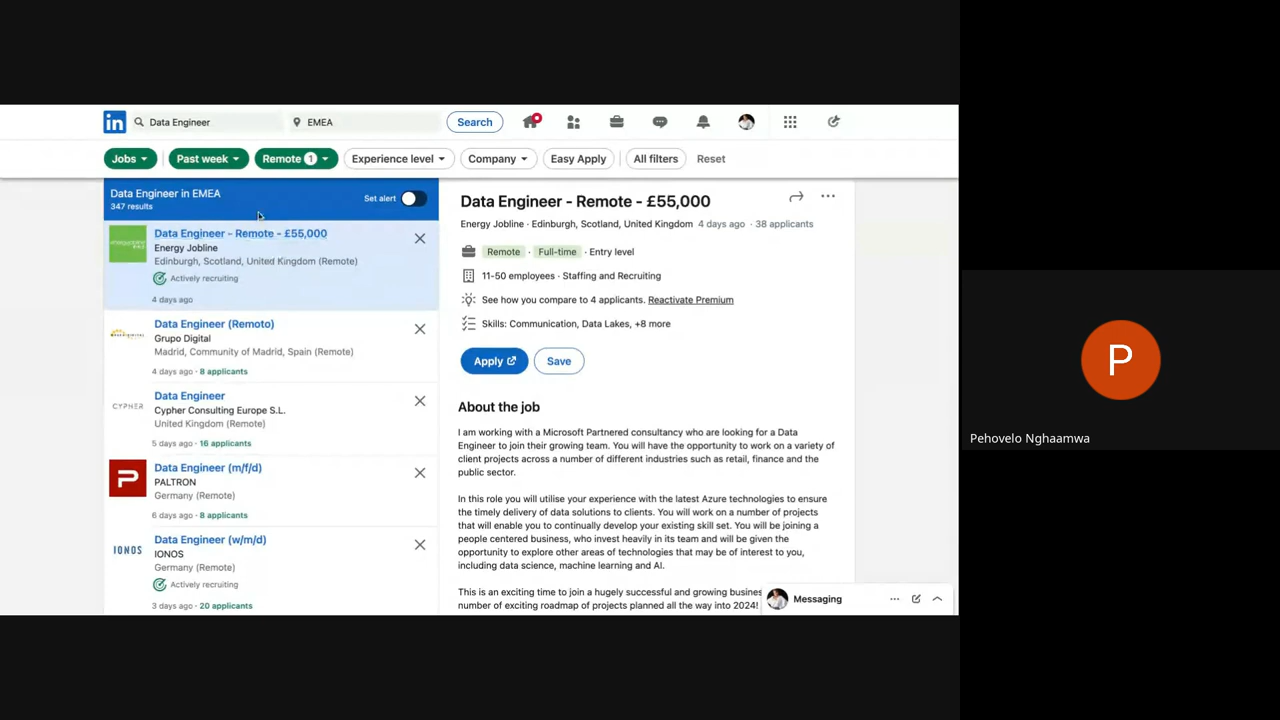 in
Data Engineer
EMEA
Search
Jobs
Past week
Remote 1
Experience level
Company
Easy Apply
All filters
Reset
Data Engineer in EMEA
347 results
Set alert
Data Engineer - Remote - £55,000
Energy Jobline
Edinburgh, Scotland, United Kingdom (Remote)
Actively recruiting
4 days ago
Data Engineer (Remoto)
Grupo Digital
Madrid, Community of Madrid, Spain (Remote)
4 days ago · 8 applicants
CYPHER
Data Engineer
Cypher Consulting Europe S.L.
United Kingdom (Remote)
5 days ago · 16 applicants
P
Data Engineer (m/f/d)
PALTRON
Germany (Remote)
6 days ago · 8 applicants
IONOS
Data Engineer (w/m/d)
IONOS
Germany (Remote)
Actively recruiting
3 days ago · 20 applicants
Data Engineer - Remote - £55,000
Energy Jobline · Edinburgh, Scotland, United Kingdom 4 days ago · 38 applicants
Remote Full-time · Entry level
11-50 employees · Staffing and Recruiting
See how you compare to 4 applicants. Reactivate Premium
Skills: Communication, Data Lakes, +8 more
Apply
Save
About the job
I am working with a Microsoft Partnered consultancy who are looking for a Data
Engineer to join their growing team. You will have the opportunity to work on a variety of
client projects across a number of different industries such as retail, finance and the
public sector.
In this role you will utilise your experience with the latest Azure technologies to ensure
the timely delivery of data solutions to clients. You will work on a number of projects
that will enable you to continually develop your existing skill set. You will be joining a
people centered business, who invest heavily in its team and will be given the
opportunity to explore other areas of technologies that may be of interest to you,
including data science, machine learning and AI.
This is an exciting time to join a hugely successful and growing busines
number of exciting roadmap of projects planned all the way into 2024!
Messaging
P
Pehovelo Nghaamwa